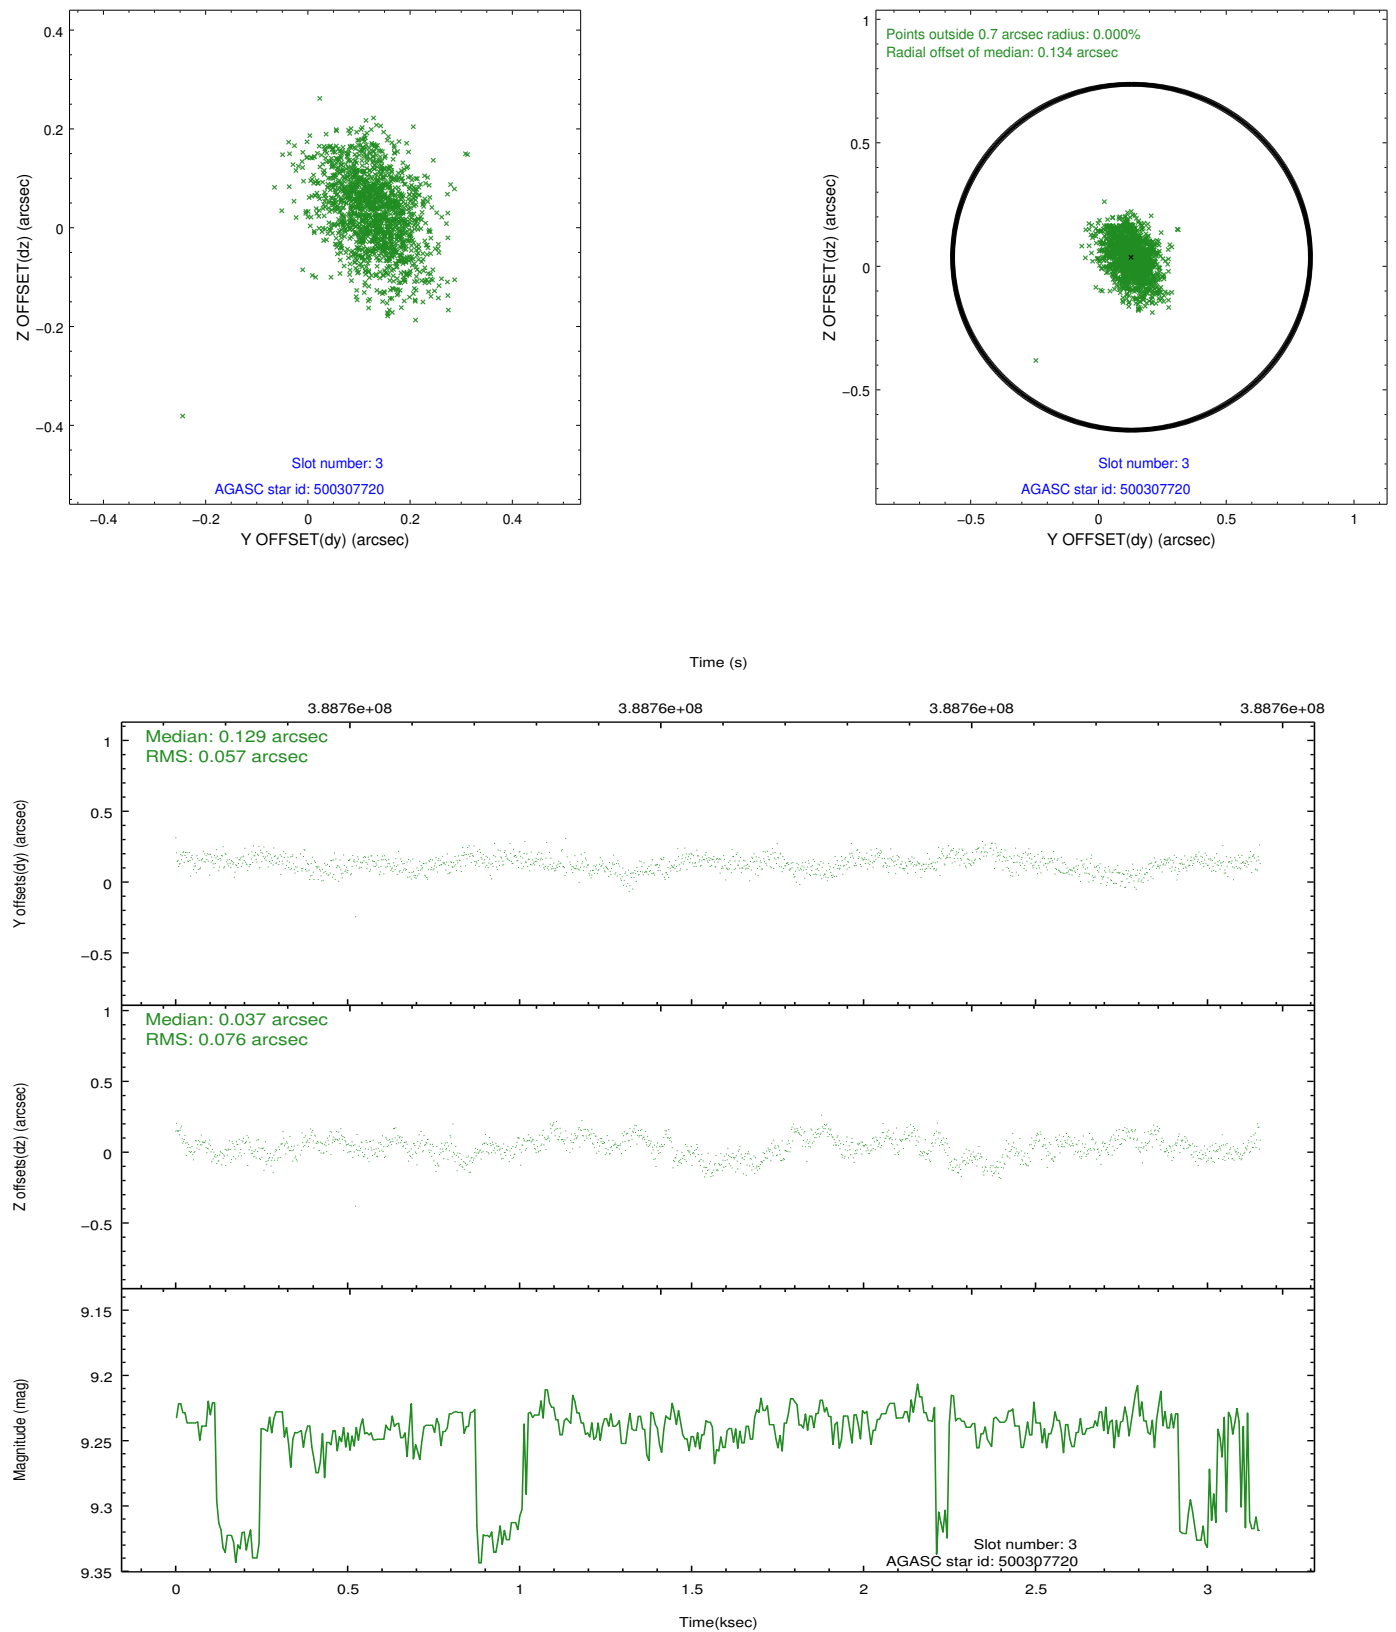 0.4
0.2
0
−0.2
−0.4
Z OFFSET(dz) (arcsec)
Slot number: 3
AGASC star id: 500307720
−0.4 −0.2 0 0.2 0.4
Y OFFSET(dy) (arcsec)
Points outside 0.7 arcsec radius: 0.000%
Radial offset of median: 0.134 arcsec
1
0.5
0
−0.5
Z OFFSET(dz) (arcsec)
Slot number: 3
AGASC star id: 500307720
−0.5 0 0.5 1
Y OFFSET(dy) (arcsec)
Time (s)
3.8876e+08 3.8876e+08 3.8876e+08 3.8876e+08
Median: 0.129 arcsec
RMS: 0.057 arcsec
1
0.5
0
−0.5
Y offsets(dy) (arcsec)
Median: 0.037 arcsec
RMS: 0.076 arcsec
1
0.5
0
−0.5
Z offsets(dz) (arcsec)
9.15
9.2
9.25
9.3
9.35
Magnitude (mag)
Slot number: 3
AGASC star id: 500307720
0 0.5 1 1.5 2 2.5 3
Time(ksec)